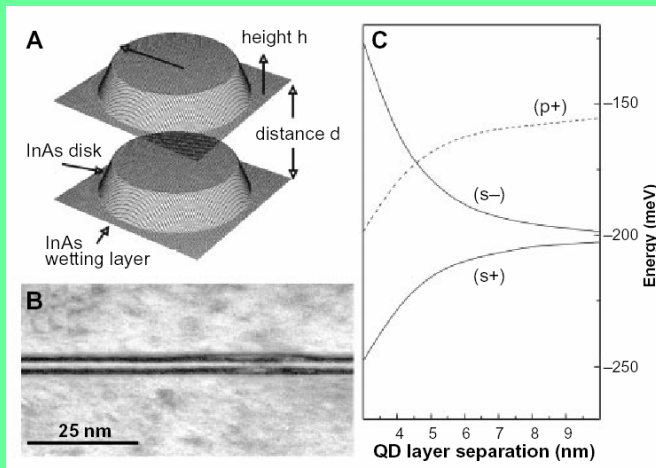 A
height h
distance d
InAs disk
InAs
wetting layer
B
25 nm
C
(p+)
(s–)
(s+)
–150
–200
–250
Energy (meV)
4 5 6 7 8 9
QD layer separation (nm)